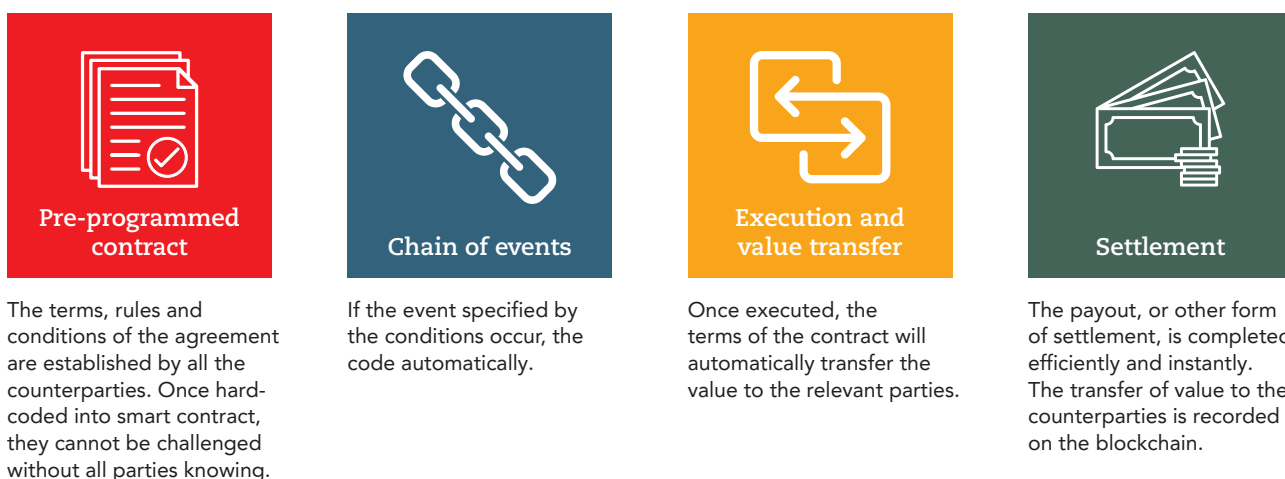 Pre-programmed
contract
The terms, rules and
conditions of the agreement
are established by all the
counterparties. Once hard-
coded into smart contract,
they cannot be challenged
without all parties knowing.
Chain of events
If the event specified by
the conditions occur, the
code automatically.
Execution and
value transfer
Once executed, the
terms of the contract will
automatically transfer the
value to the relevant parties.
Settlement
The payout, or other form
of settlement, is completed
efficiently and instantly.
The transfer of value to the
counterparties is recorded
on the blockchain.